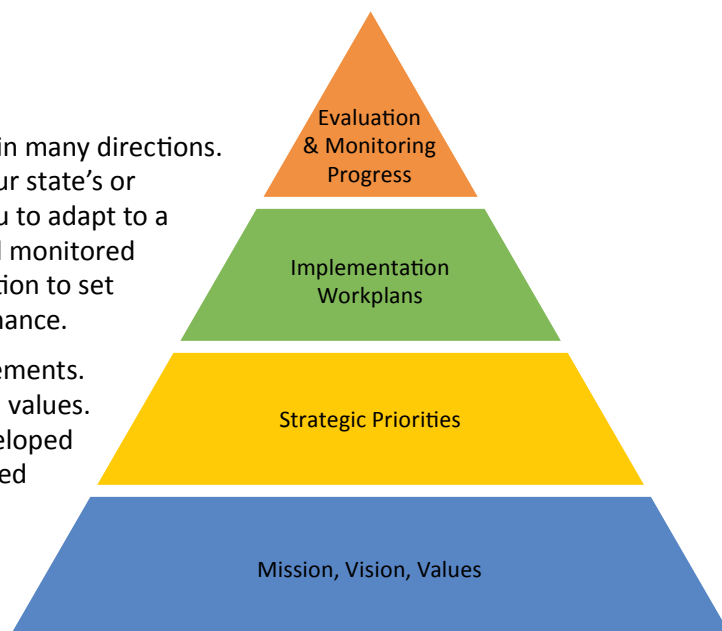 in many directions.
ur state's or
u to adapt to a
l monitored
tion to set
nance.
ements.
values.
eloped
ed
Evaluation
& Monitoring
Progress
Implementation
Workplans
Strategic Priorities
Mission, Vision, Values